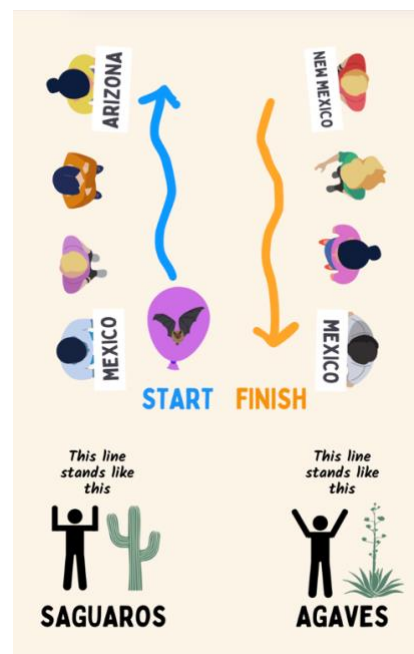 ARIZONA
NEW MEXICO
MEXICO
MEXICO
START
FINISH
This line
stands like
this
This line
stands like
this
SAGUAROS
AGAVES